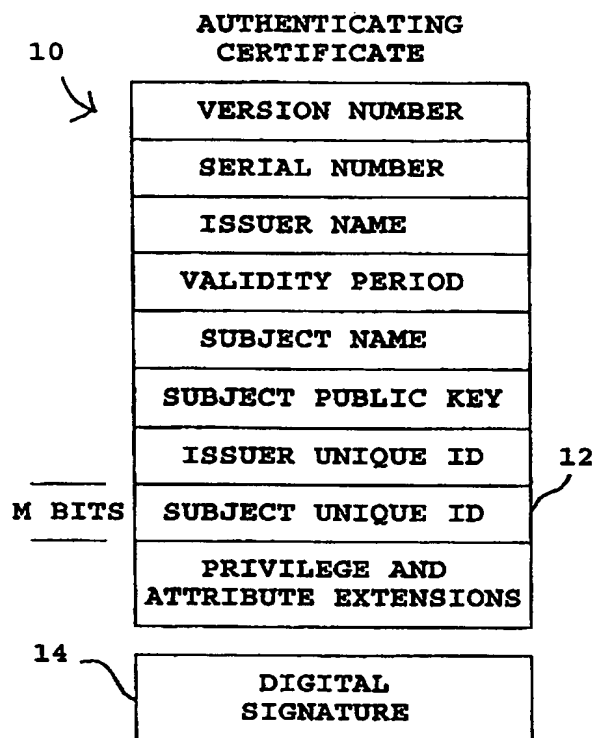 AUTHENTICATING
CERTIFICATE
10
VERSION NUMBER
SERIAL NUMBER
ISSUER NAME
VALIDITY PERIOD
SUBJECT NAME
SUBJECT PUBLIC KEY
ISSUER UNIQUE ID
12
M BITS
SUBJECT UNIQUE ID
PRIVILEGE AND
ATTRIBUTE EXTENSIONS
14
DIGITAL
SIGNATURE